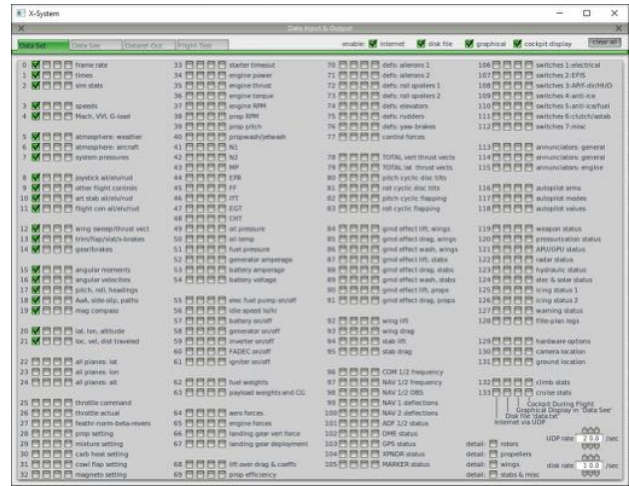 X-System
Data Input & Output
Data Set Data See Dataref-Out Flight Test
enable: internet disk file graphical cockpit display clear all
0 frame rate
1 times
2 sim stats
3 speeds
4 Mach, VVI, G-load
5 atmosphere: weather
6 atmosphere: aircraft
7 system pressures
8 joystick ail/elv/rud
9 other flight controls
10 art stab ail/elv/rud
11 flight con ail/elv/rud
12 wing sweep/thrust vect
13 trim/flap/slat/s-brakes
14 gear/brakes
15 angular moments
16 angular velocities
17 pitch, roll, headings
18 AoA, side-slip, paths
19 mag compass
20 lat, lon, altitude
21 loc, vel, dist traveled
22 all planes: lat
23 all planes: lon
24 all planes: alt
25 throttle command
26 throttle actual
27 feathr-norm-beta-revers
28 prop setting
29 mixture setting
30 carb heat setting
31 cowl flap setting
32 magneto setting
33 starter timeout
34 engine power
35 engine thrust
36 engine torque
37 engine RPM
38 prop RPM
39 prop pitch
40 propwash/jetwash
41 N1
42 N2
43 MP
44 EPR
45 FF
46 ITT
47 EGT
48 CHT
49 oil pressure
50 oil temp
51 fuel pressure
52 generator amperage
53 battery amperage
54 battery voltage
55 elec fuel pump on/off
56 idle speed lo/hi
57 battery on/off
58 generator on/off
59 inverter on/off
60 FADEC on/off
61 igniter on/off
62 fuel weights
63 payload weights and CG
64 aero forces
65 engine forces
66 landing gear vert force
67 landing gear deployment
68 lift over drag & coeffs
69 prop efficiency
70 defs: ailerons 1
71 defs: ailerons 2
72 defs: roll spoilers 1
73 defs: roll spoilers 2
74 defs: elevators
75 defs: rudders
76 defs: yaw-brakes
77 control forces
78 TOTAL vert thrust vects
79 TOTAL lat thrust vects
80 pitch cyclic disc tilts
81 roll cyclic disc tilts
82 pitch cyclic flapping
83 roll cyclic flapping
84 grnd effect lift, wings
85 grnd effect drag, wings
86 grnd effect wash, wings
87 grnd effect lift, stabs
88 grnd effect drag, stabs
89 grnd effect wash, stabs
90 grnd effect lift, props
91 grnd effect drag, props
92 wing lift
93 wing drag
94 stab lift
95 stab drag
96 COM 1/2 frequency
97 NAV 1/2 frequency
98 NAV 1/2 OBS
99 NAV 1 deflections
100 NAV 2 deflections
101 ADF 1/2 status
102 DME status
103 GPS status
104 XPNDR status
105 MARKER status
106 switches 1:electrical
107 switches 2:EFIS
108 switches 3:AP/f-dir/HUD
109 switches 4:anti-ice
110 switches 5:anti-ice/fuel
111 switches 6:clutch/astab
112 switches 7:misc
113 annunciators: general
114 annunciators: general
115 annunciators: engine
116 autopilot arms
117 autopilot modes
118 autopilot values
119 weapon status
120 pressurization status
121 APU/GPU status
122 radar status
123 hydraulic status
124 elec & solar status
125 icing status 1
126 icing status 2
127 warning status
128 flite-plan legs
129 hardware options
130 camera location
131 ground location
132 climb stats
133 cruise stats
Cockpit During Flight
Graphical Display in 'Data See'
Disk file 'data.txt'
Internet via UDP
UDP rate 20.0 /sec
detail: rotors
detail: propellers
detail: wings
detail: stabs & misc
disk rate 10.0 /sec